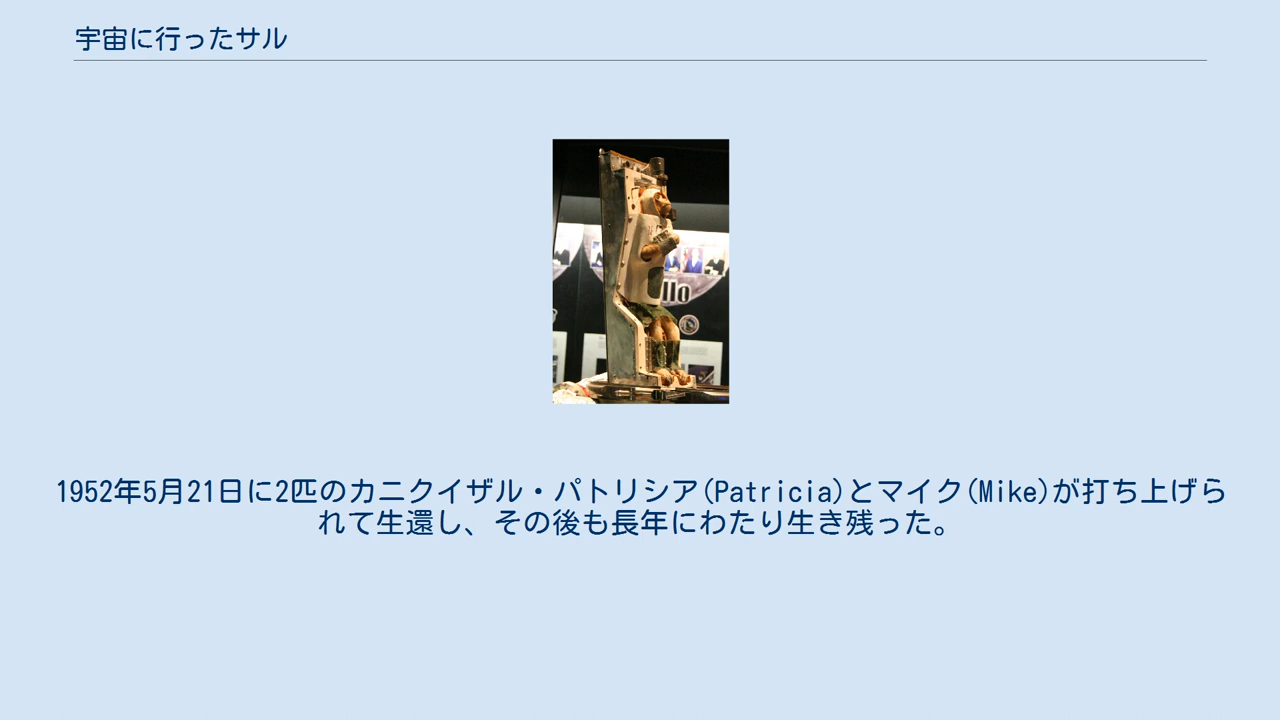 宇宙に行ったサル
llo
1952年5月21日に2匹のカニクイザル・パトリシア(Patricia)とマイク(Mike)が打ち上げら
れて生還し、その後も長年にわたり生き残った。